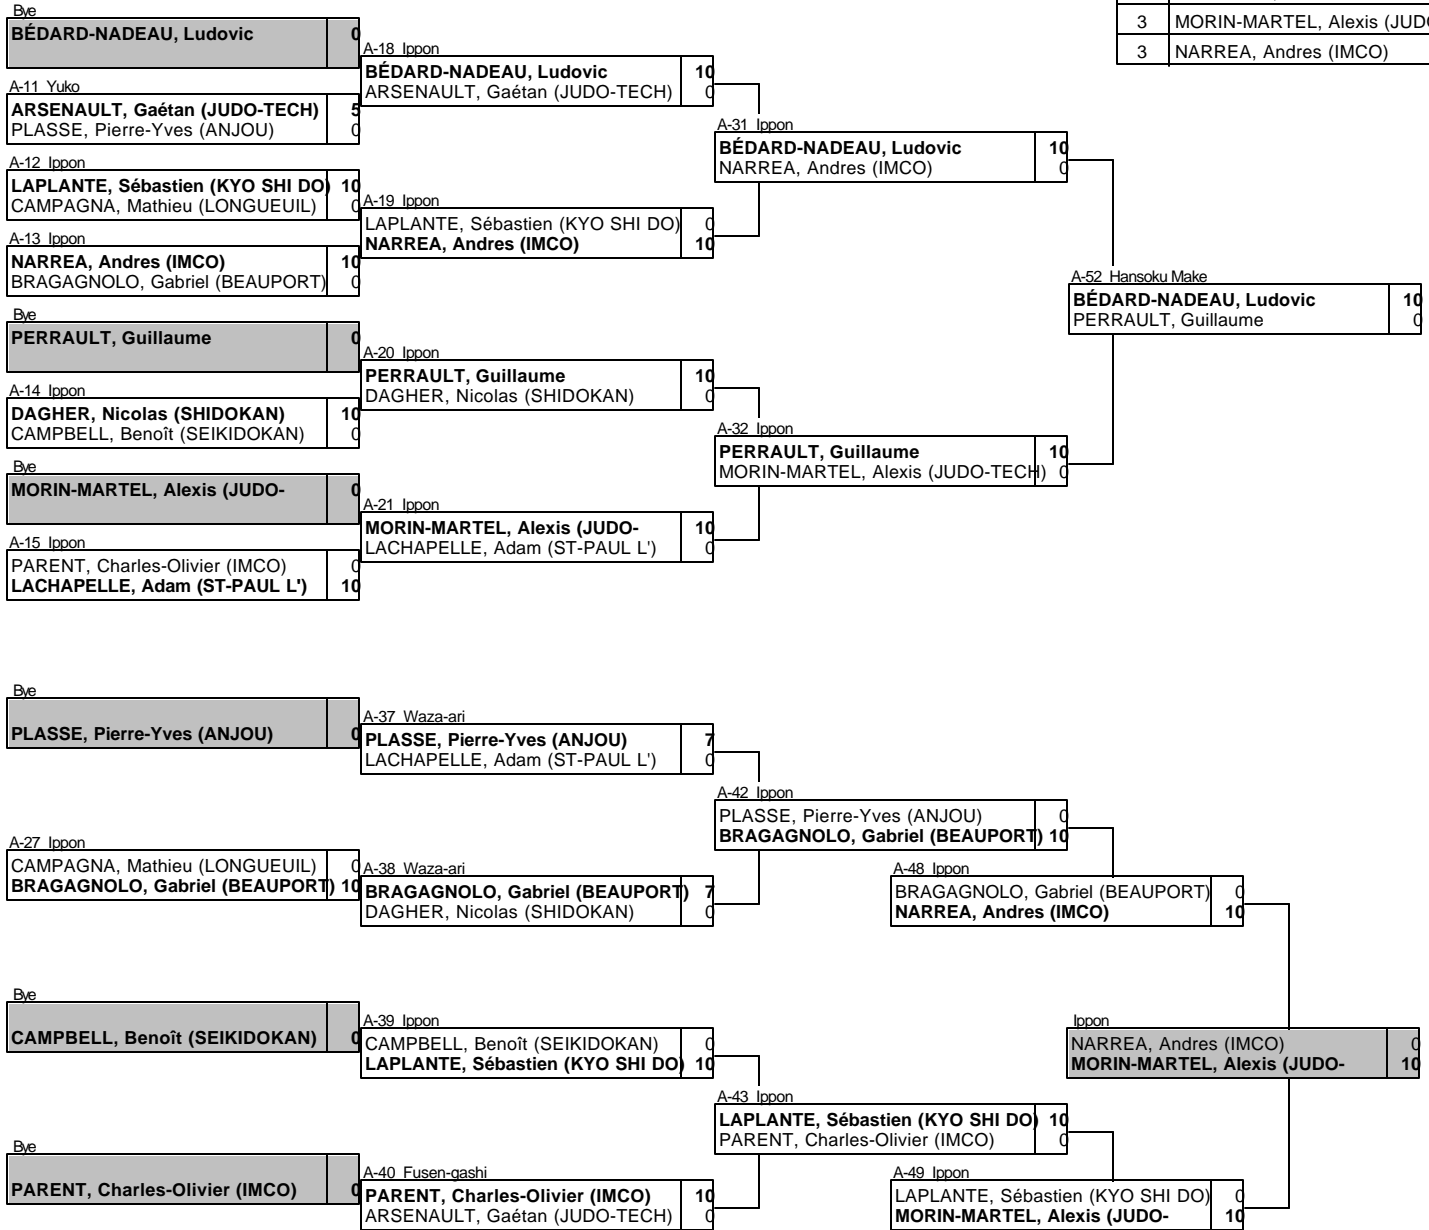 3 MORIN-MARTEL, Alexis (JUD
3 NARREA, Andres (IMCO)
Bye
BÉDARD-NADEAU, Ludovic 0
A-11 Yuko
ARSENAULT, Gaétan (JUDO-TECH) 5
PLASSE, Pierre-Yves (ANJOU) 0
A-12 Ippon
LAPLANTE, Sébastien (KYO SHI DO) 10
CAMPAGNA, Mathieu (LONGUEUIL) 0
A-13 Ippon
NARREA, Andres (IMCO) 10
BRAGAGNOLO, Gabriel (BEAUPORT) 0
Bye
PERRAULT, Guillaume 0
A-14 Ippon
DAGHER, Nicolas (SHIDOKAN) 10
CAMPBELL, Benoît (SEIKIDOKAN) 0
Bye
MORIN-MARTEL, Alexis (JUDO- 0
A-15 Ippon
PARENT, Charles-Olivier (IMCO) 0
LACHAPELLE, Adam (ST-PAUL L') 10
A-18 Ippon
BÉDARD-NADEAU, Ludovic 10
ARSENAULT, Gaétan (JUDO-TECH) 0
A-19 Ippon
LAPLANTE, Sébastien (KYO SHI DO) 0
NARREA, Andres (IMCO) 10
A-20 Ippon
PERRAULT, Guillaume 10
DAGHER, Nicolas (SHIDOKAN) 0
A-21 Ippon
MORIN-MARTEL, Alexis (JUDO- 10
LACHAPELLE, Adam (ST-PAUL L') 0
A-31 Ippon
BÉDARD-NADEAU, Ludovic 10
NARREA, Andres (IMCO) 0
A-32 Ippon
PERRAULT, Guillaume 10
MORIN-MARTEL, Alexis (JUDO-TECH) 0
A-52 Hansoku Make
BÉDARD-NADEAU, Ludovic 10
PERRAULT, Guillaume 0
Bye
PLASSE, Pierre-Yves (ANJOU) 0
A-27 Ippon
CAMPAGNA, Mathieu (LONGUEUIL) 0
BRAGAGNOLO, Gabriel (BEAUPORT) 10
Bye
CAMPBELL, Benoît (SEIKIDOKAN) 0
Bye
PARENT, Charles-Olivier (IMCO) 0
A-37 Waza-ari
PLASSE, Pierre-Yves (ANJOU) 7
LACHAPELLE, Adam (ST-PAUL L') 0
A-38 Waza-ari
BRAGAGNOLO, Gabriel (BEAUPORT) 7
DAGHER, Nicolas (SHIDOKAN) 0
A-39 Ippon
CAMPBELL, Benoît (SEIKIDOKAN) 0
LAPLANTE, Sébastien (KYO SHI DO) 10
A-40 Fusen-gashi
PARENT, Charles-Olivier (IMCO) 10
ARSENAULT, Gaétan (JUDO-TECH) 0
A-42 Ippon
PLASSE, Pierre-Yves (ANJOU) 0
BRAGAGNOLO, Gabriel (BEAUPORT) 10
A-43 Ippon
LAPLANTE, Sébastien (KYO SHI DO) 10
PARENT, Charles-Olivier (IMCO) 0
A-48 Ippon
BRAGAGNOLO, Gabriel (BEAUPORT) 0
NARREA, Andres (IMCO) 10
A-49 Ippon
LAPLANTE, Sébastien (KYO SHI DO) 0
MORIN-MARTEL, Alexis (JUDO- 10
Ippon
NARREA, Andres (IMCO) 0
MORIN-MARTEL, Alexis (JUDO- 10